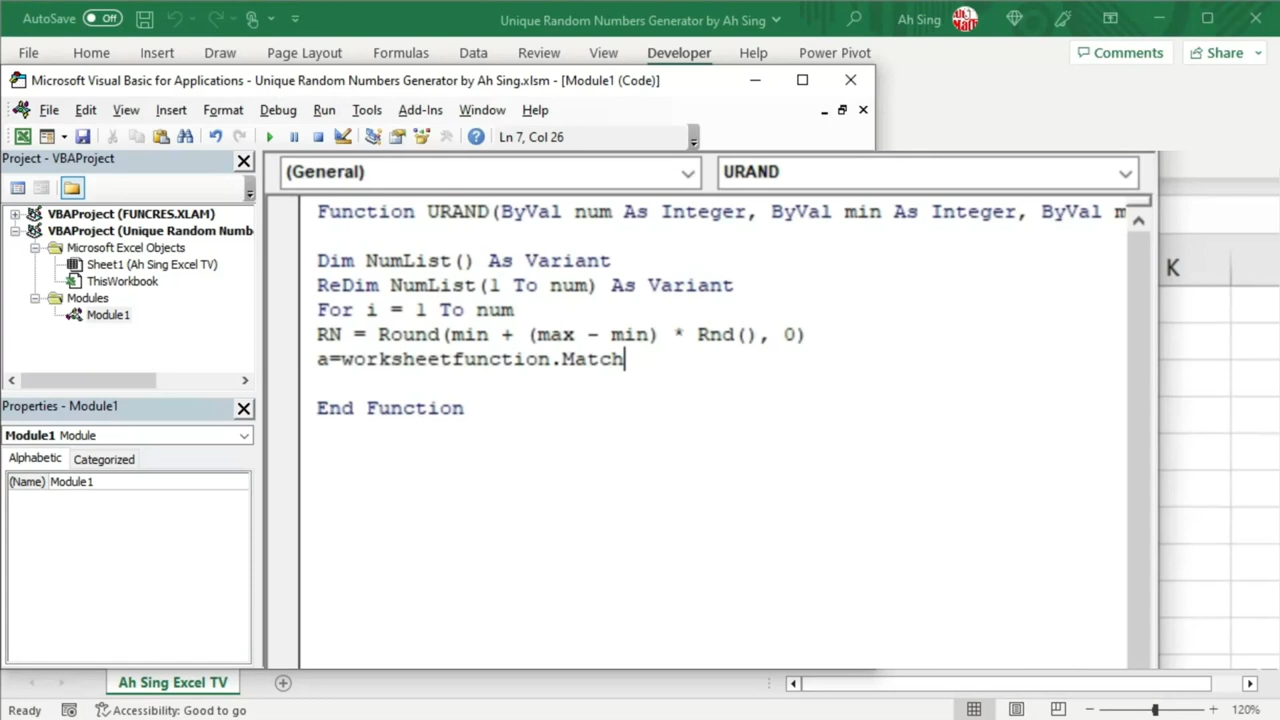 AutoSave Off
Unique Random Numbers Generator by Ah Sing
Ah Sing
File Home Insert Draw Page Layout Formulas Data Review View Developer Help Power Pivot Comments Share
Microsoft Visual Basic for Applications - Unique Random Numbers Generator by Ah Sing.xlsm - [Module1 (Code)]
File Edit View Insert Format Debug Run Tools Add-Ins Window Help
Ln 7, Col 26
Project - VBAProject
VBAProject (FUNCRES.XLAM)
VBAProject (Unique Random Numb
Microsoft Excel Objects
Sheet1 (Ah Sing Excel TV)
ThisWorkbook
Modules
Module1
Properties - Module1
Module1 Module
Alphabetic Categorized
(Name) Module1
(General) URAND
Function URAND(ByVal num As Integer, ByVal min As Integer, ByVal m
Dim NumList() As Variant
ReDim NumList(1 To num) As Variant
For i = 1 To num
RN = Round(min + (max - min) * Rnd(), 0)
a=worksheetfunction.Match
End Function
K
Ah Sing Excel TV
Ready Accessibility: Good to go 120%